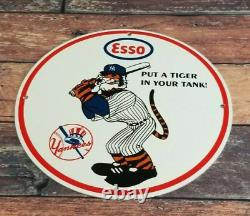 Esso
PUT A TIGER
IN YOUR TANK!
Yankees